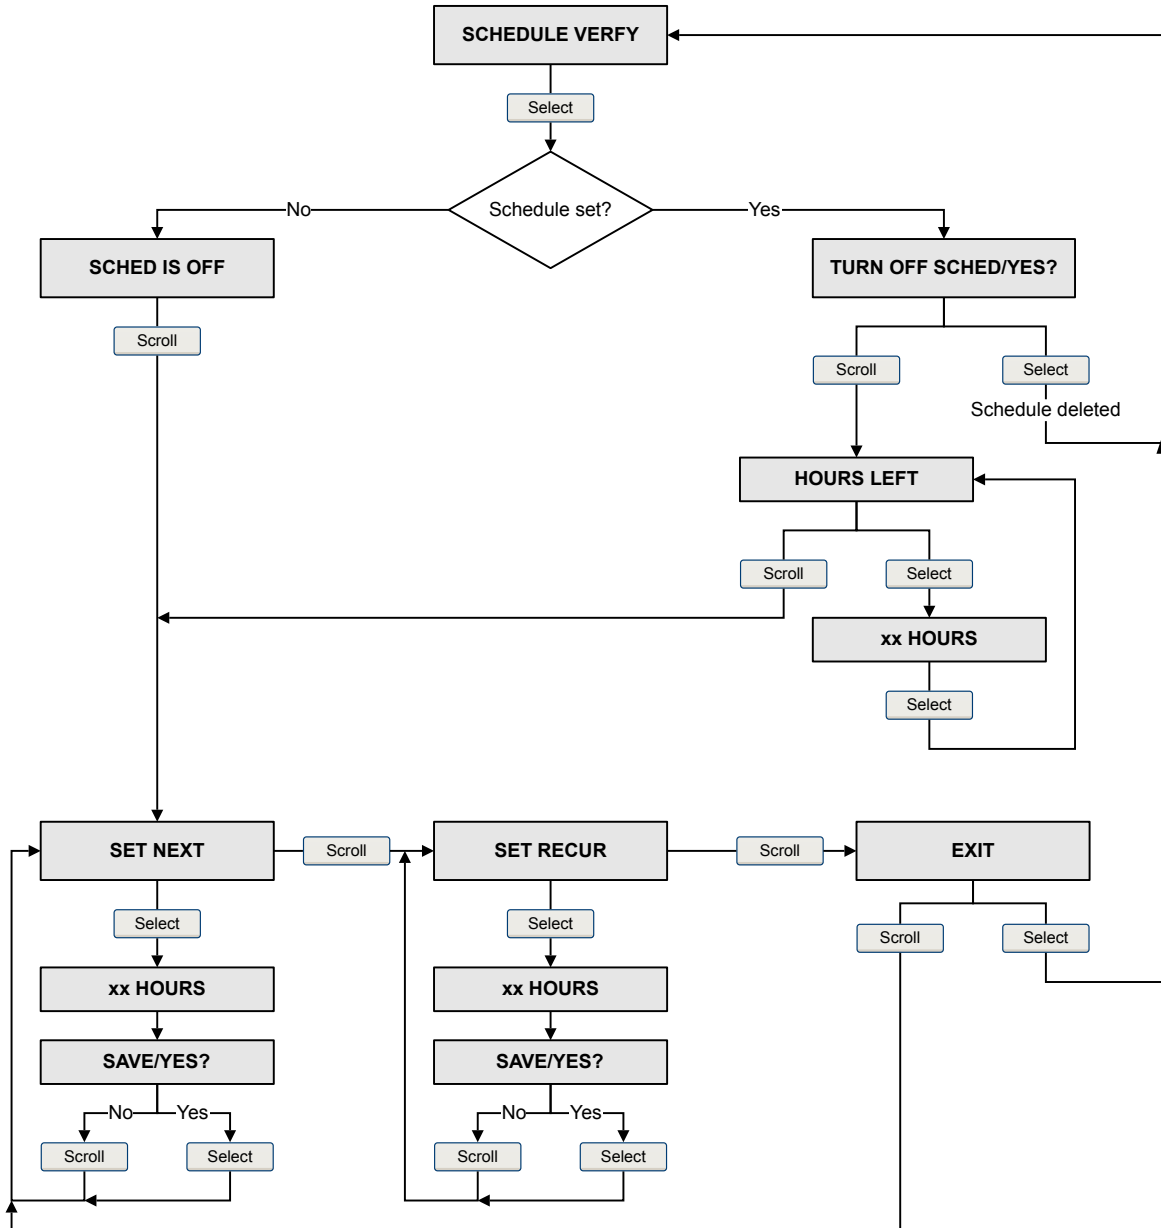 SCHEDULE VERFY
Select
Schedule set?
No
Yes
SCHED IS OFF
TURN OFF SCHED/YES?
Scroll
Scroll
Select
Schedule deleted
HOURS LEFT
Scroll
Select
xx HOURS
Select
SET NEXT
Scroll
SET RECUR
Scroll
EXIT
Select
Select
Scroll
Select
xx HOURS
xx HOURS
SAVE/YES?
SAVE/YES?
No
Yes
No
Yes
Scroll
Select
Scroll
Select